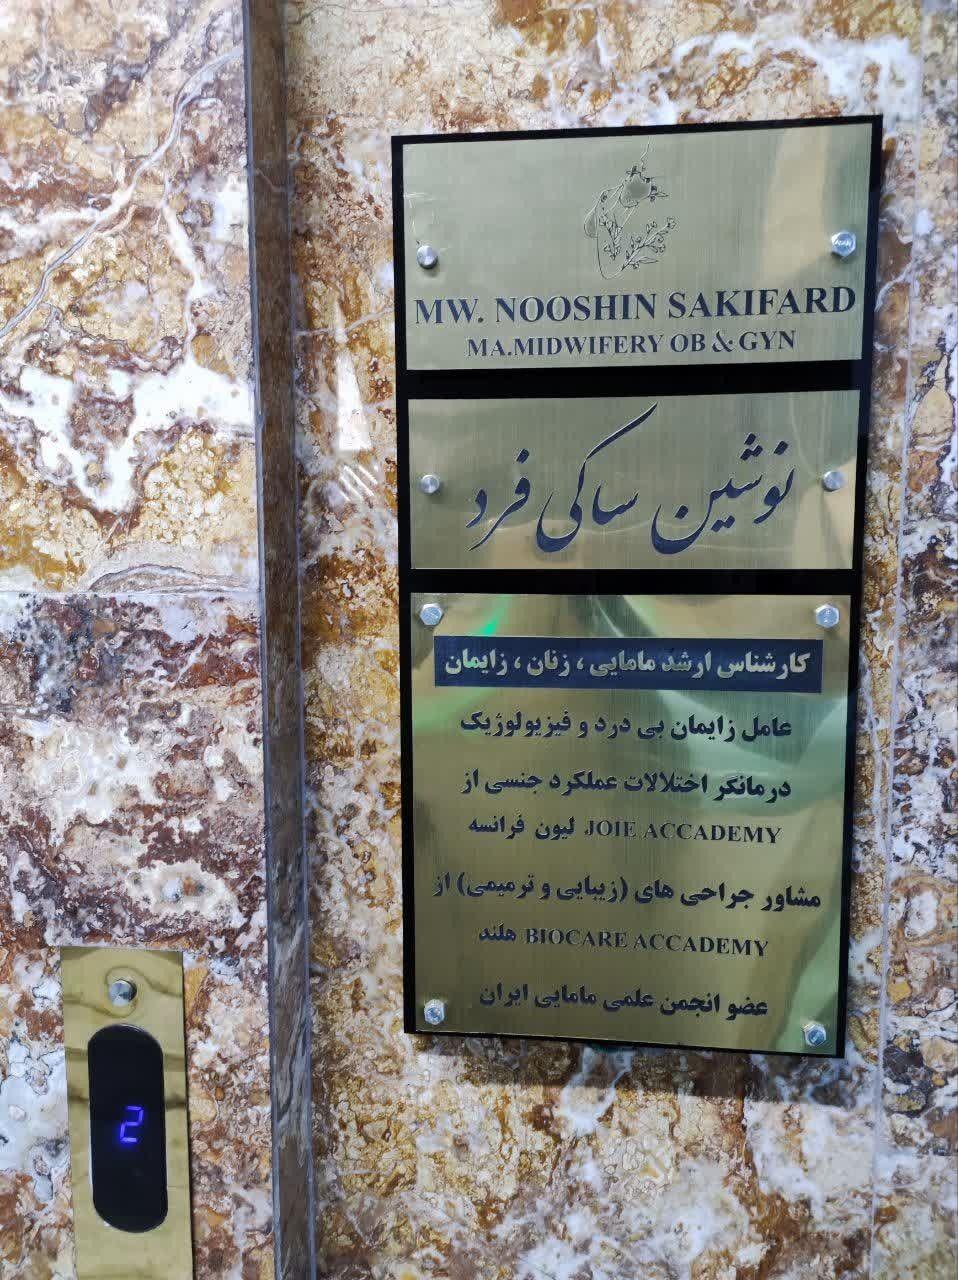 MW. NOOSHIN SAKIFARD
MA.MIDWIFERY OB & GYN
نوشین ساکی فرد
کارشناس ارشد مامایی ، زنان ، زایمان
عامل زایمان بی درد و فیزیولوژیک
درمانگر اختلالات عملکرد جنسی از
JOIE ACCADEMY لیون فرانسه
مشاور جراحی های (زیبایی و ترمیمی) از
BIOCARE ACCADEMY هلند
عضو انجمن علمی مامایی ایران
2